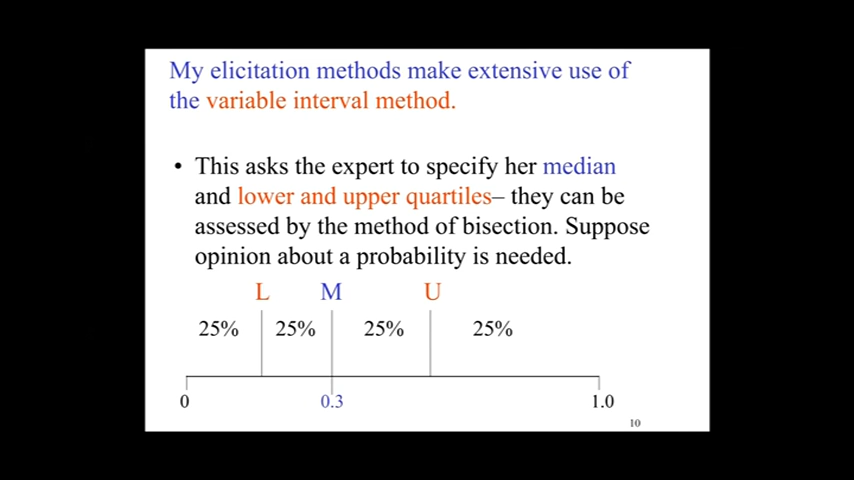 My elicitation methods make extensive use of
the variable interval method.
• This asks the expert to specify her median
and lower and upper quartiles– they can be
assessed by the method of bisection. Suppose
opinion about a probability is needed.
L M U
25% 25% 25% 25%
0 0.3 1.0
10